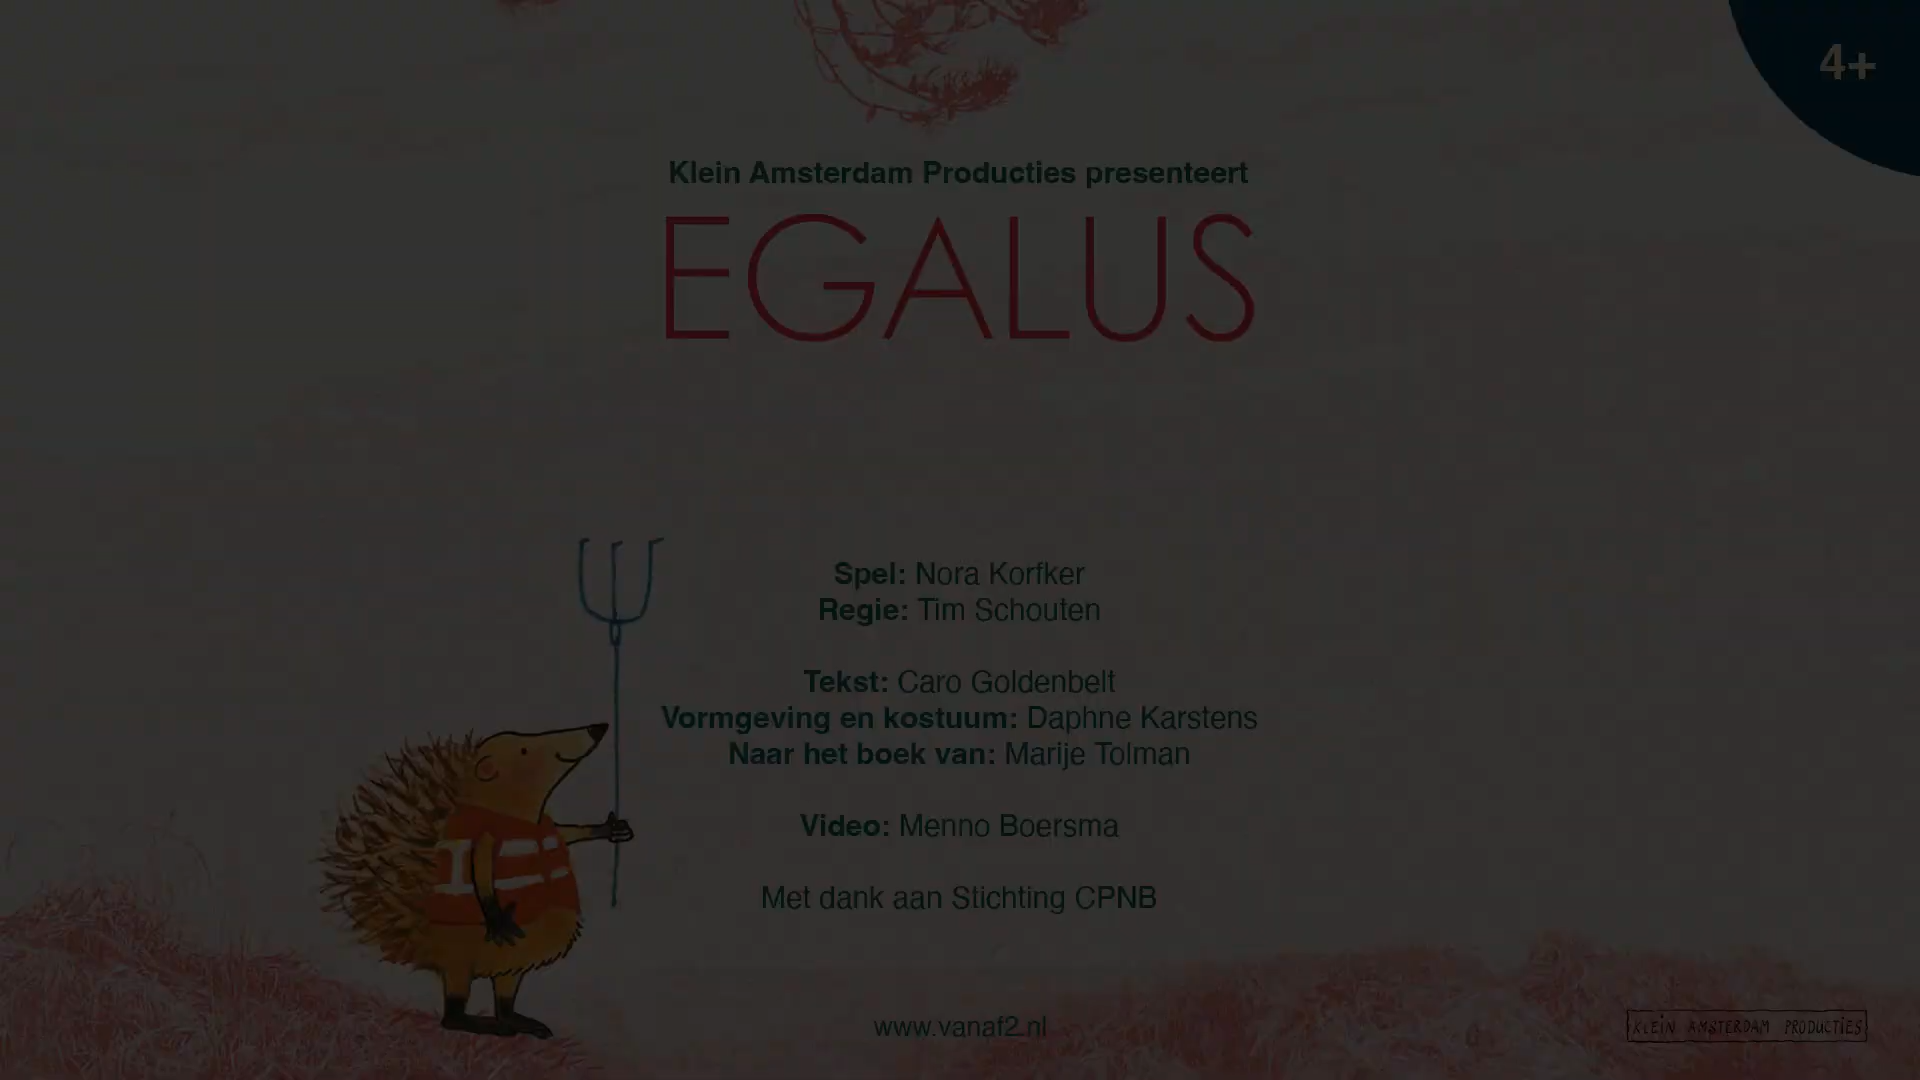 4+
Klein Amsterdam Producties presenteert
EGALUS
Spel: Nora Korfker
Regie: Tim Schouten
Tekst: Caro Goldenbelt
Vormgeving en kostuum: Daphne Karstens
Naar het boek van: Marije Tolman
Video: Menno Boersma
Met dank aan Stichting CPNB
www.vanaf2.nl
KLEIN AMSTERDAM PRODUCTIES